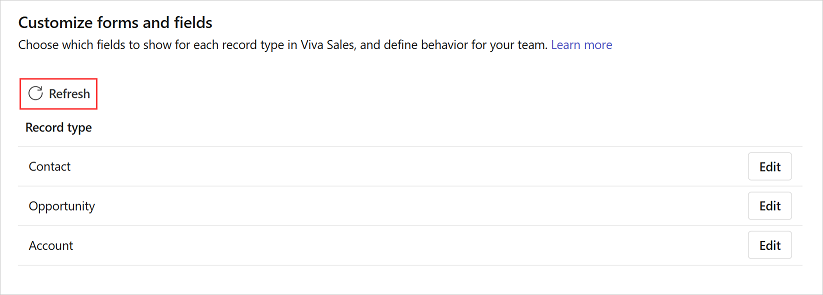 Customize forms and fields
Choose which fields to show for each record type in Viva Sales, and define behavior for your team. Learn more
Refresh
Record type
Contact Edit
Opportunity Edit
Account Edit